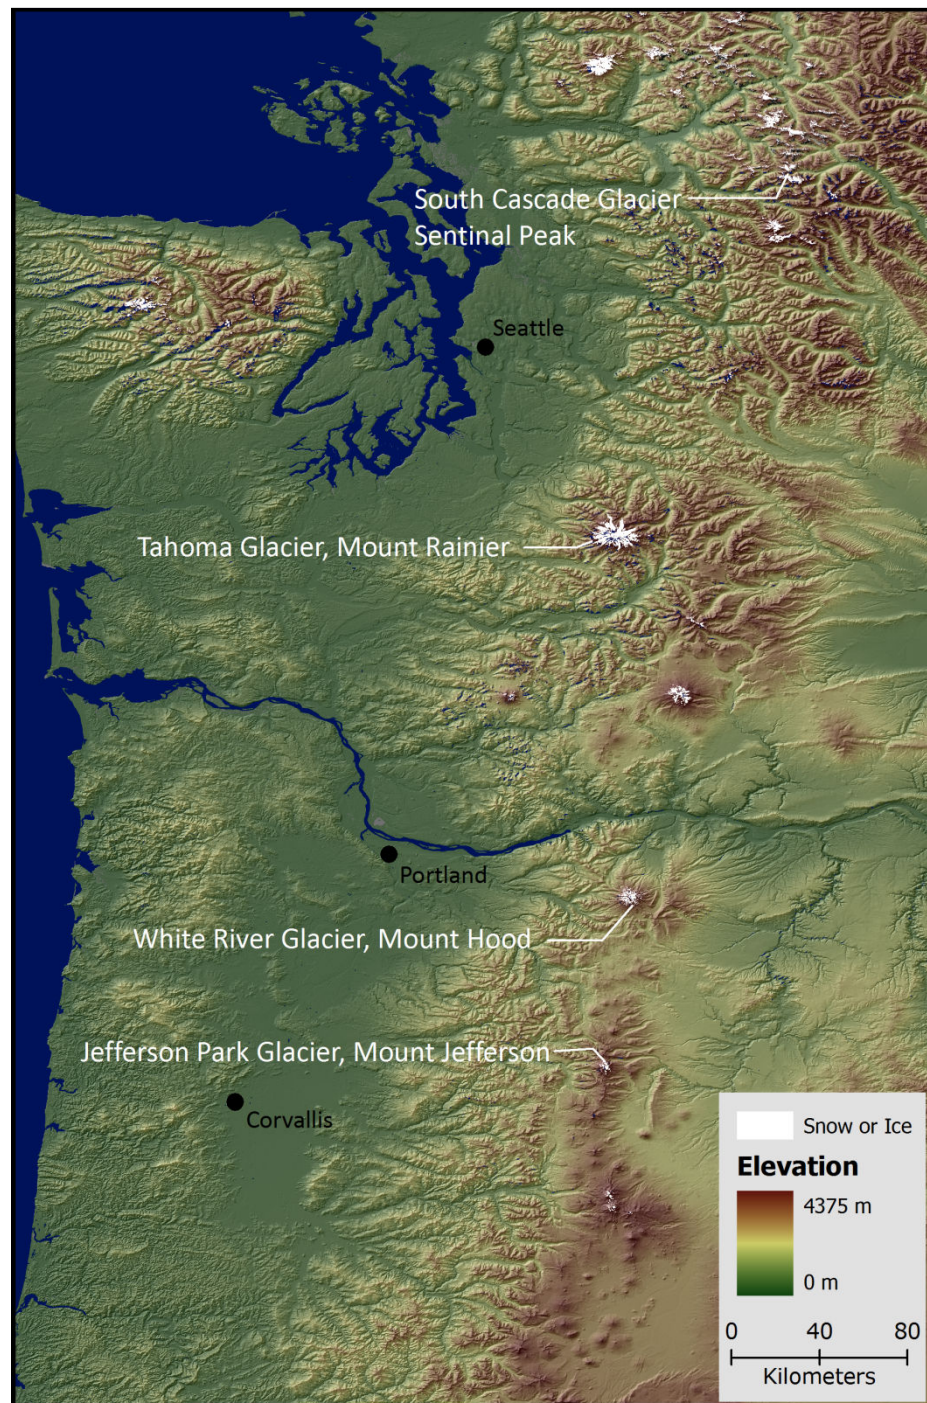 South Cascade Glacier
Sentinal Peak
Seattle
Tahoma Glacier, Mount Rainier
Portland
White River Glacier, Mount Hood
Jefferson Park Glacier, Mount Jefferson
Corvallis
Snow or Ice
Elevation
4375 m
0 m
0 40 80
Kilometers